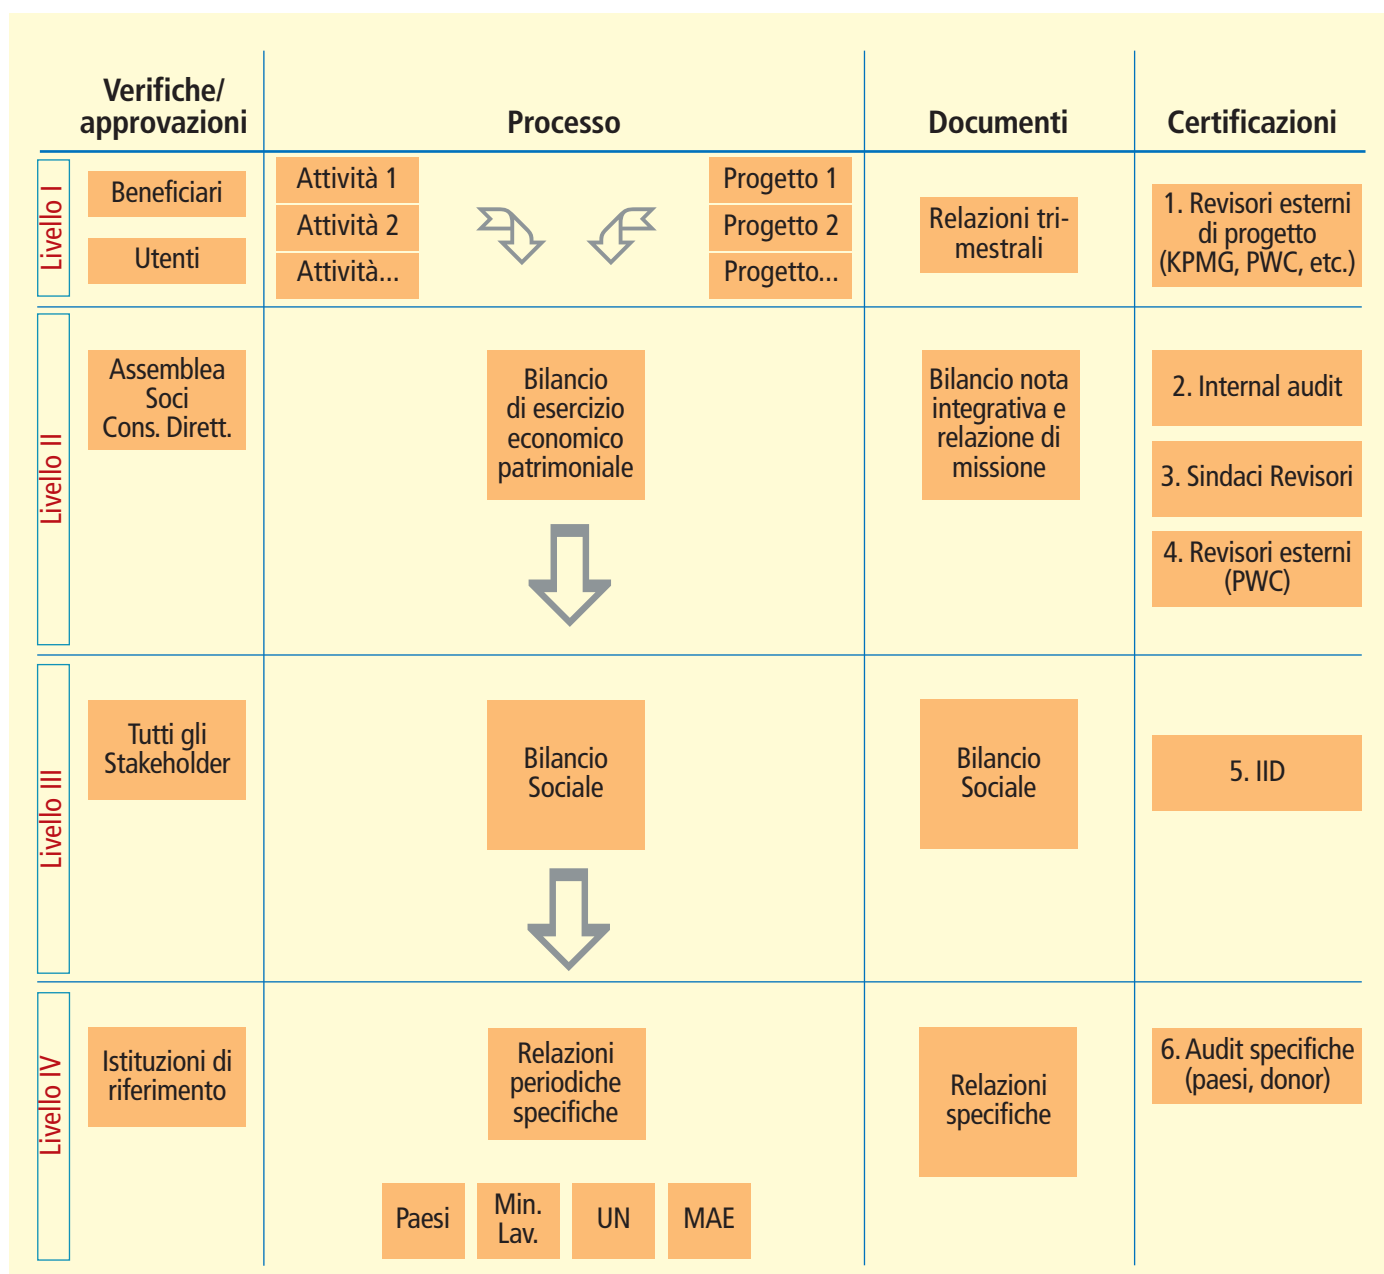 Verifiche/
approvazioni
Processo
Documenti
Certificazioni
Livello I
Beneficiari
Utenti
Attività 1
Attività 2
Attività...
Progetto 1
Progetto 2
Progetto...
Relazioni tri-
mestrali
1. Revisori esterni
di progetto
(KPMG, PWC, etc.)
Livello II
Assemblea
Soci
Cons. Dirett.
Bilancio
di esercizio
economico
patrimoniale
Bilancio nota
integrativa e
relazione di
missione
2. Internal audit
3. Sindaci Revisori
4. Revisori esterni
(PWC)
Livello III
Tutti gli
Stakeholder
Bilancio
Sociale
Bilancio
Sociale
5. IID
Livello IV
Istituzioni di
riferimento
Relazioni
periodiche
specifiche
Paesi
Min.
Lav.
UN
MAE
Relazioni
specifiche
6. Audit specifiche
(paesi, donor)